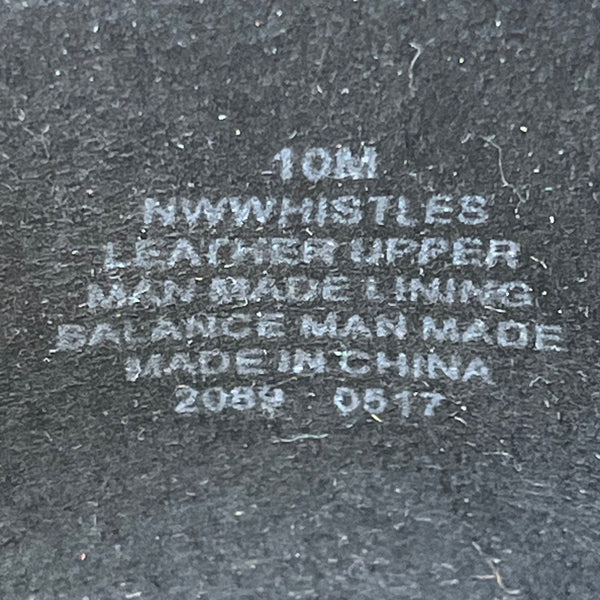 10M
NWWHISTLES
LEATHER UPPER
MAN MADE LINING
BALANCE MAN MADE
MADE IN CHINA
2089 0517